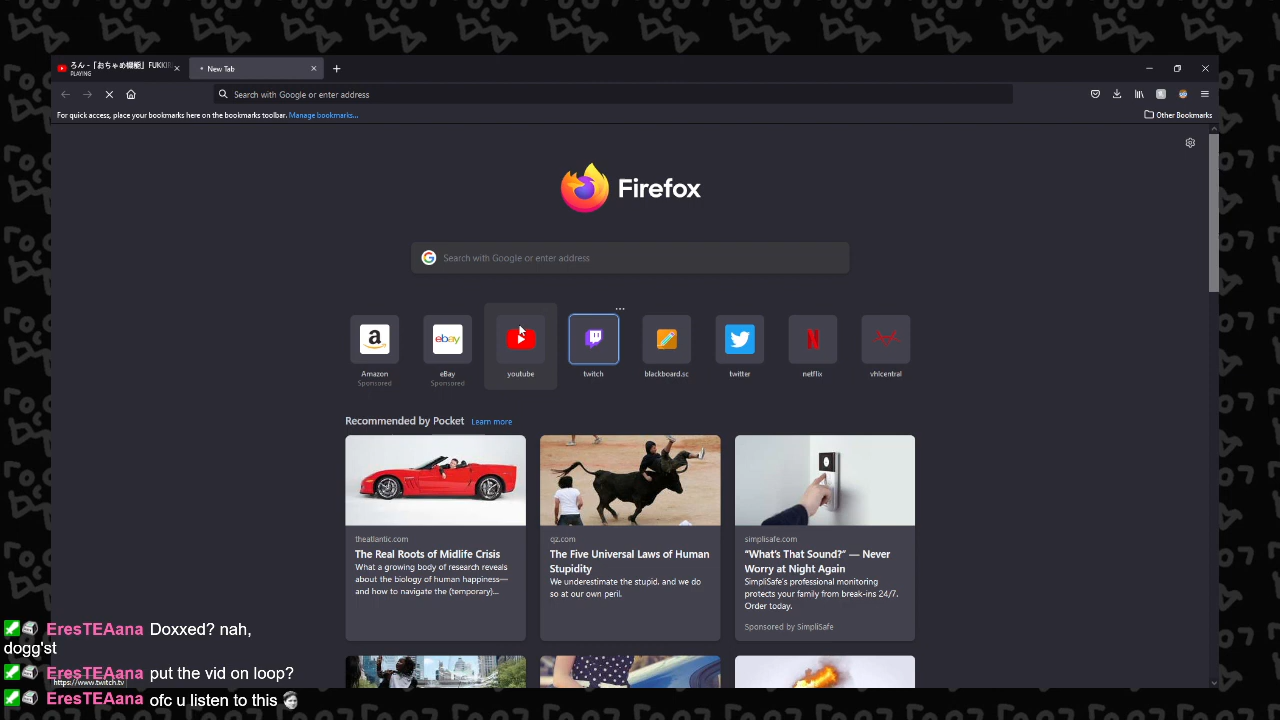 ろん -「おちゃめ機能」FUKKI
PLAYING
New Tab
Search with Google or enter address
For quick access, place your bookmarks here on the bookmarks toolbar. Manage bookmarks...
Other Bookmarks
Firefox
Search with Google or enter address
a
ebay
Amazon
Sponsored
eBay
Sponsored
youtube
twitch
blackboard.sc
twitter
netflix
vhlcentral
Recommended by Pocket
Learn more
theatlantic.com
The Real Roots of Midlife Crisis
What a growing body of research reveals
about the biology of human happiness—
and how to navigate the (temporary)...
qz.com
The Five Universal Laws of Human
Stupidity
We underestimate the stupid, and we do
so at our own peril.
simplisafe.com
“What’s That Sound?” — Never
Worry at Night Again
SimpliSafe's professional monitoring
protects your family from break-ins 24/7.
Order today.
Sponsored by SimpliSafe
EresTEAana Doxxed? nah,
dogg'st
EresTEAana put the vid on loop?
https://www.twitch.tv
EresTEAana ofc u listen to this